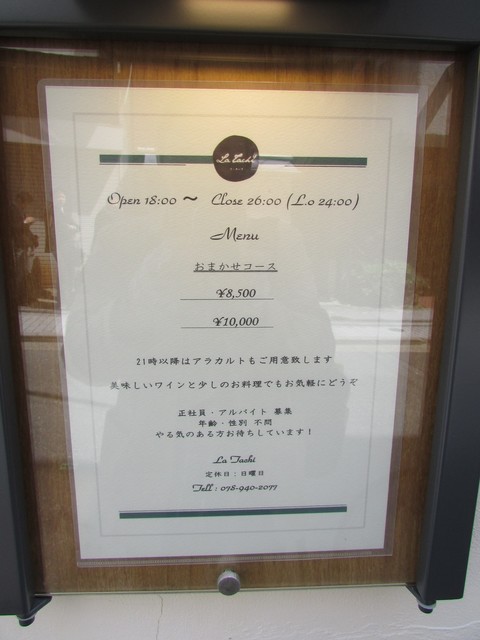 La Tachi
Open 18:00 〜 Close 26:00 (L.o 24:00)
Menu
おまかせコース
¥8,500
¥10,000
21時以降はアラカルトもご用意致します
美味しいワインと少しのお料理でもお気軽にどうぞ
正社員・アルバイト 募集
年齢・性別 不問
やる気のある方お待ちしています！
La Tachi
定休日：日曜日
Tell : 078-940-2077